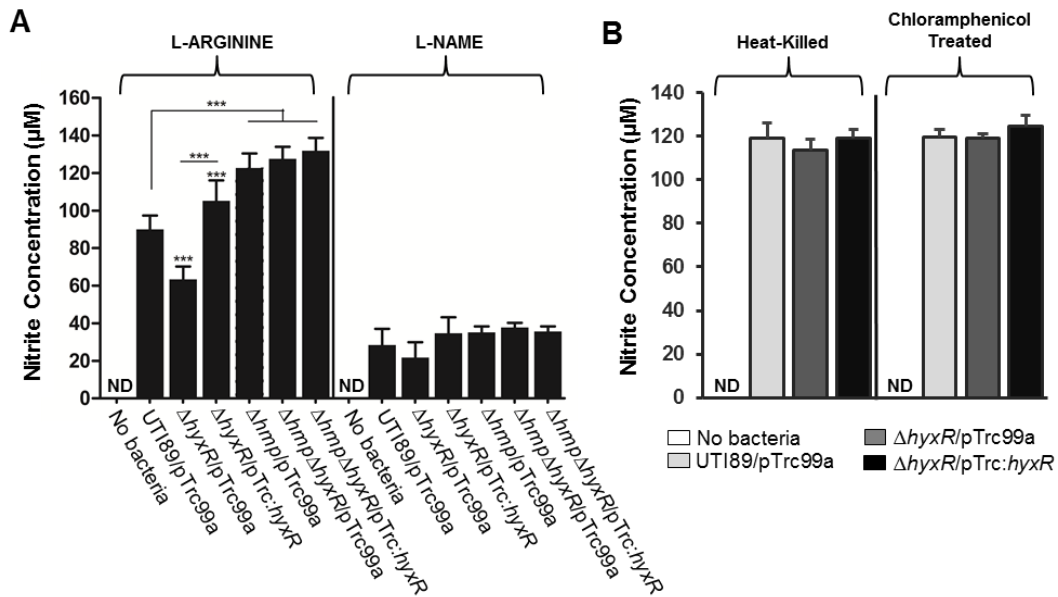 A
L-ARGININE
L-NAME
Nitrite Concentration (µM)
160
140
120
100
80
60
40
20
0
***
***
***
***
ND
ND
No bacteria
UTI89/pTrc99a
ΔhyxR/pTrc99a
ΔhyxR/pTrc:hyxR
Δhmp/pTrc99a
ΔhmpΔhyxR/pTrc99a
ΔhmpΔhyxR/pTrc:hyxR
No bacteria
UTI89/pTrc99a
ΔhyxR/pTrc99a
ΔhyxR/pTrc:hyxR
Δhmp/pTrc99a
ΔhmpΔhyxR/pTrc99a
ΔhmpΔhyxR/pTrc:hyxR
B
Heat-Killed
Chloramphenicol
Treated
Nitrite Concentration (µM)
140
120
100
80
60
40
20
0
ND
ND
No bacteria
UTI89/pTrc99a
ΔhyxR/pTrc99a
ΔhyxR/pTrc:hyxR